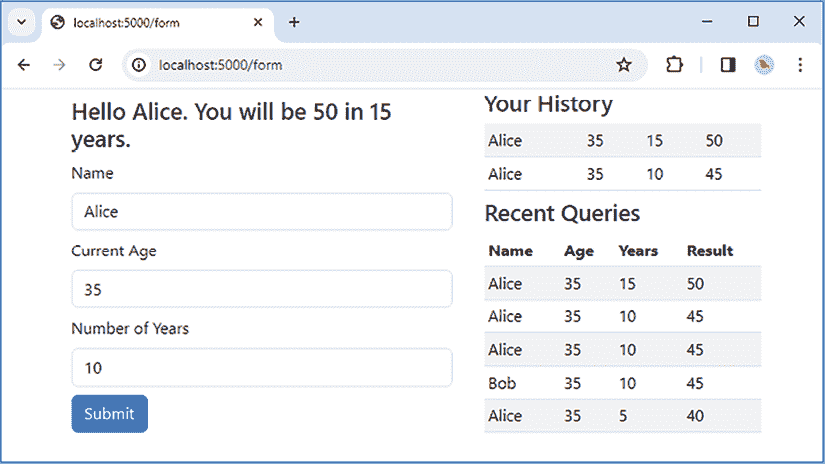 localhost:5000/form
localhost:5000/form
Hello Alice. You will be 50 in 15
years.
Name
Alice
Current Age
35
Number of Years
10
Submit
Your History
Alice 35 15 50
Alice 35 10 45
Recent Queries
Name Age Years Result
Alice 35 15 50
Alice 35 10 45
Alice 35 10 45
Bob 35 10 45
Alice 35 5 40